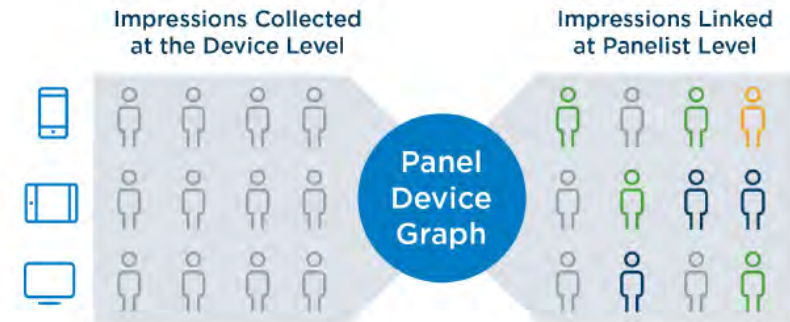 Impressions Collected
at the Device Level
Impressions Linked
at Panelist Level
Panel
Device
Graph